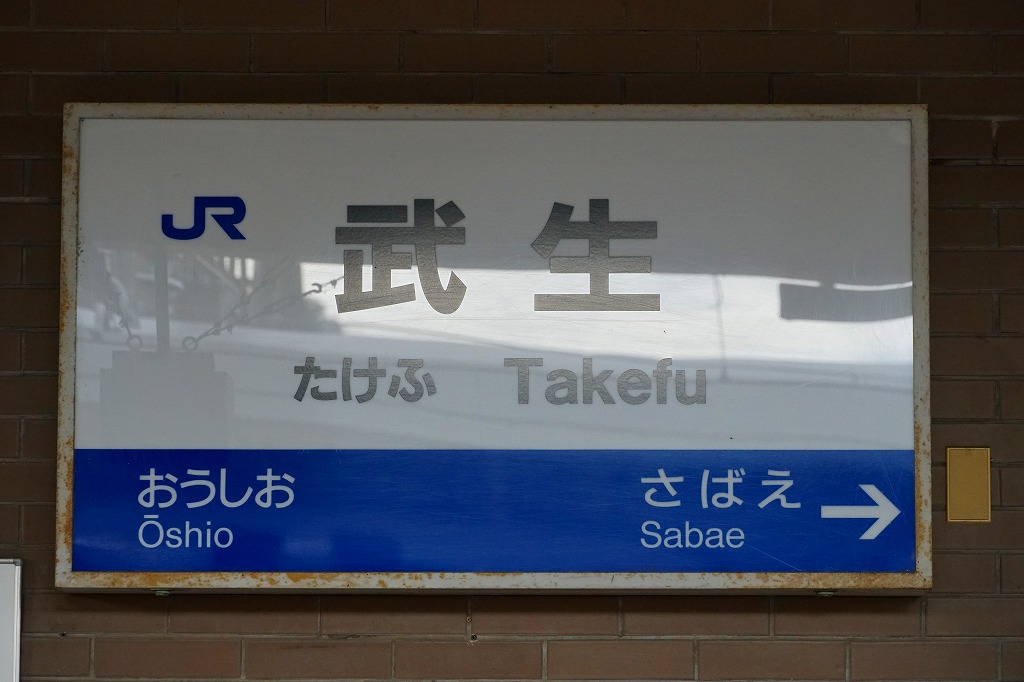 JR 武生
たけふ Takefu
おうしお さばえ →
Ōshio Sabae